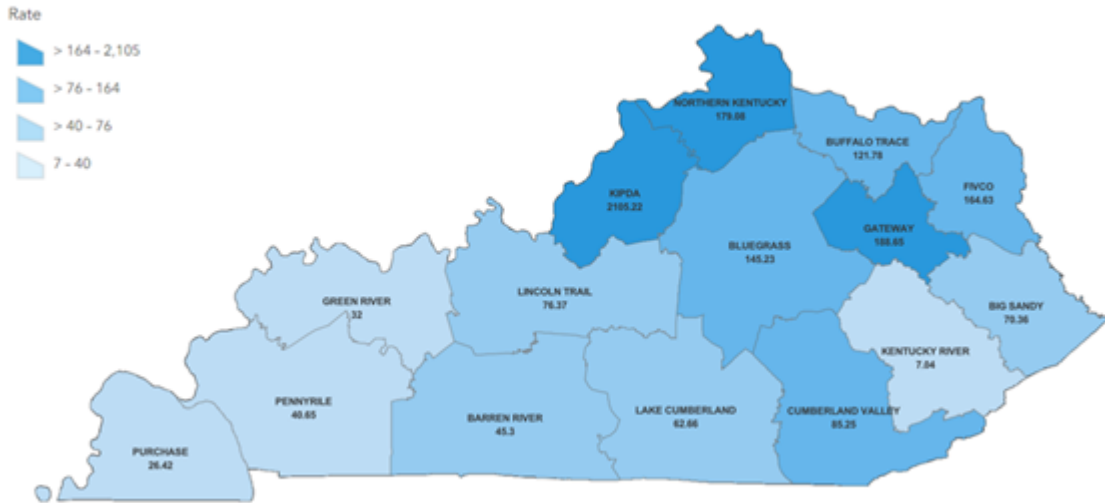 Rate
> 164 - 2,105
> 76 - 164
> 40 - 76
7 - 40
NORTHERN KENTUCKY
179.08
BUFFALO TRACE
121.78
FIVCO
164.63
KIPDA
2105.22
GATEWAY
188.65
BLUEGRASS
145.23
LINCOLN TRAIL
76.37
GREEN RIVER
32
BIG SANDY
70.36
KENTUCKY RIVER
7.04
PENNYRILE
40.65
BARREN RIVER
45.3
LAKE CUMBERLAND
62.66
CUMBERLAND VALLEY
85.25
PURCHASE
26.42